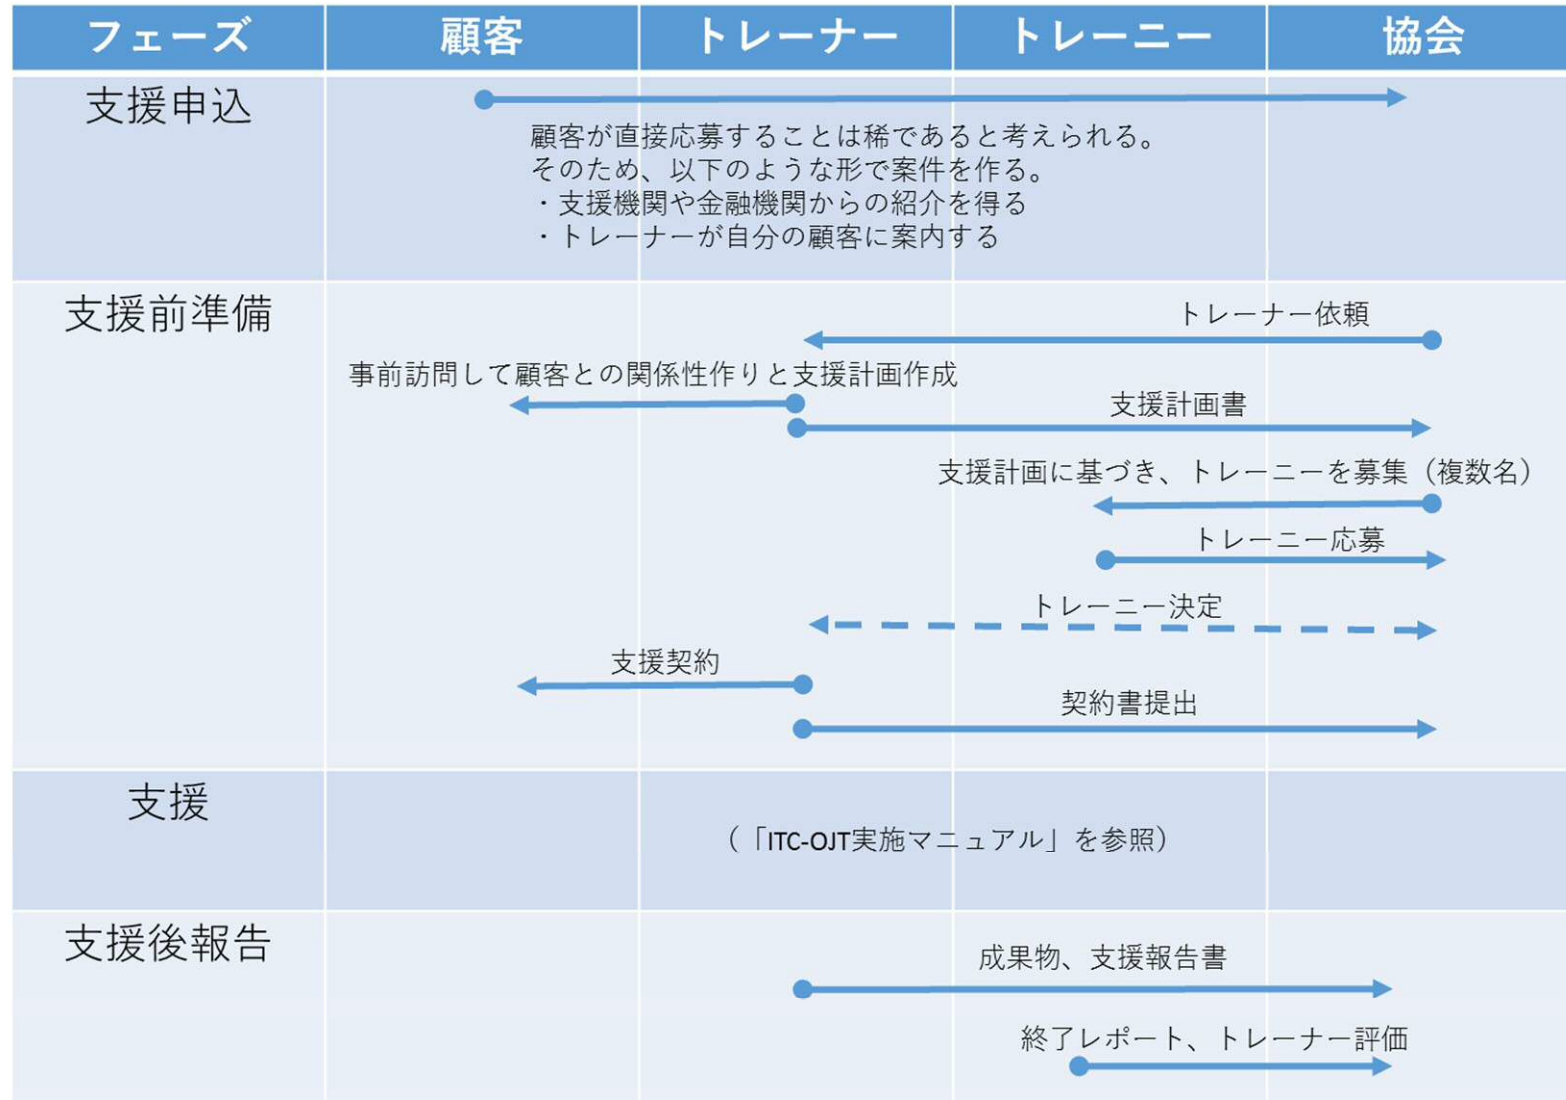 フェーズ 顧客 トレーナー トレーニー 協会
支援申込
顧客が直接応募することは稀であると考えられる。
そのため、以下のような形で案件を作る。
・支援機関や金融機関からの紹介を得る
・トレーナーが自分の顧客に案内する
支援前準備
トレーナー依頼
事前訪問して顧客との関係性作りと支援計画作成
支援計画書
支援計画に基づき、トレーニーを募集（複数名）
トレーニー応募
トレーニー決定
支援契約
契約書提出
支援
（「ITC-OJT実施マニュアル」を参照）
支援後報告
成果物、支援報告書
終了レポート、トレーナー評価